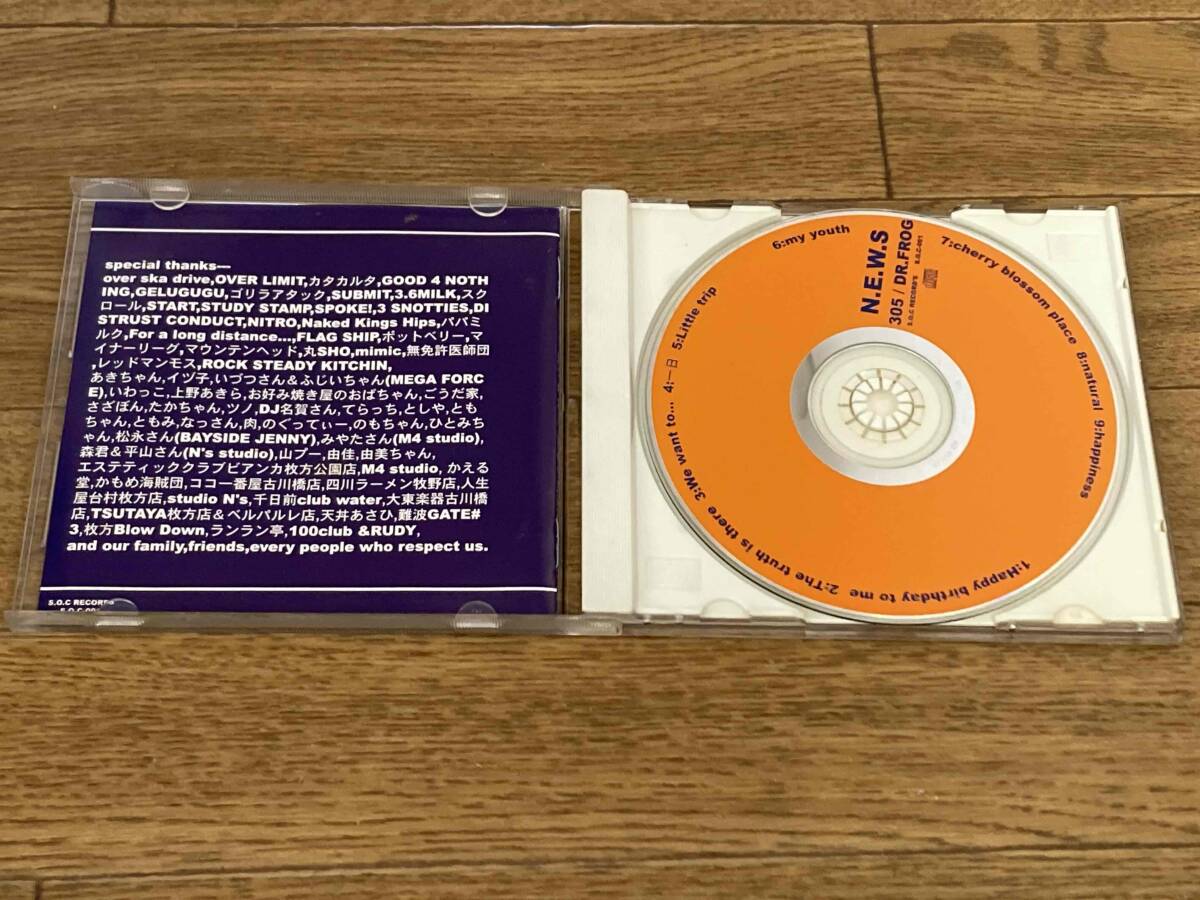 special thanks—
over ska drive,OVER LIMIT,カタカルタ,GOOD 4 NOTH
ING,GELUGUGU,ゴリラアタック,SUBMIT,3.6MILK,スク
ロール,START,STUDY STAMP,SPOKE!,3 SNOTTIES,DI
STRUST CONDUCT,NITRO,Naked Kings Hips,パパミ
ルク,For a long distance...,FLAG SHIP,ポットベリー,マ
イナーリーグ,マウンテンヘッド,丸SHO,mimic,無免許医師団
,レッドマンモス,ROCK STEADY KITCHIN,
あきちゃん,イヅ子,いづつさん&ふじいちゃん(MEGA FORC
E),いわっこ,上野あきら,お好み焼き屋のおばちゃん,ごうだ家,
さざぼん,たかちゃん,ツノ,DJ名賀さん,てらっち,としや,とも
ちゃん,ともみ,なっさん,肉,のぐってぃー,のもちゃん,ひとみち
ゃん,松永さん(BAYSIDE JENNY),みやたさん(M4 studio),
森君&平山さん(N's studio),山ブー,由佳,由美ちゃん,
エステティッククラブビアンカ枚方公園店,M4 studio, かえる
堂,かもめ海賊団,ココ一番屋古川橋店,四川ラーメン牧野店,人生
屋台村枚方店,studio N's,千日前club water,大東楽器古川橋
店,TSUTAYA枚方店&ベルパルレ店,天丼あさひ,難波GATE#
3,枚方Blow Down,ランラン亭,100club &RUDY,
and our family,friends,every people who respect us.
S.O.C RECORDS
N.E.W.S
305 / DR.FROG
S.O.C RECORD'S S.O.C-001
1:Happy birthday to me 2:The truth is there 3:We want to... 4:一日 5:Little trip
6:my youth
7:cherry blossom place 8:natural 9:happiness